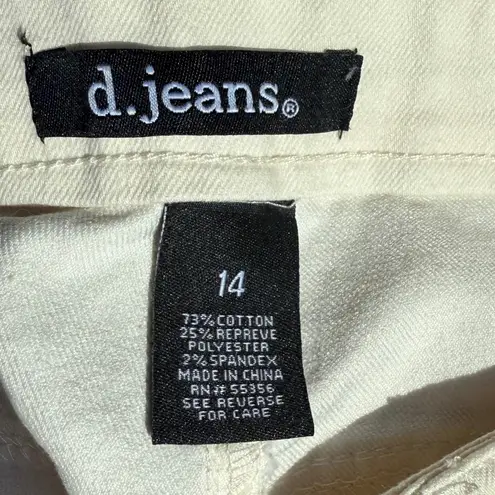 d.jeans®
14
73% COTTON
25% REPREVE
POLYESTER
2% SPANDEX
MADE IN CHINA
RN# 55356
SEE REVERSE
FOR CARE